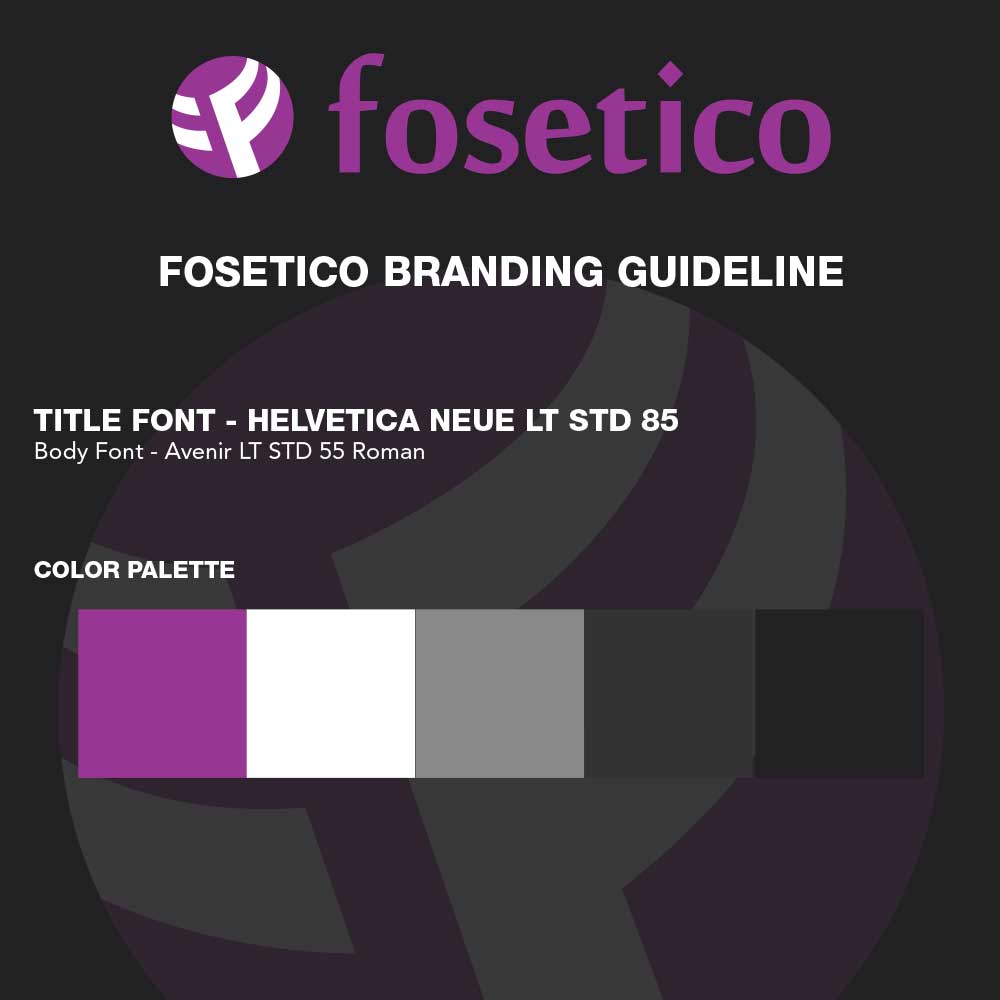 fosetico
FOSETICO BRANDING GUIDELINE
TITLE FONT - HELVETICA NEUE LT STD 85
Body Font - Avenir LT STD 55 Roman
COLOR PALETTE